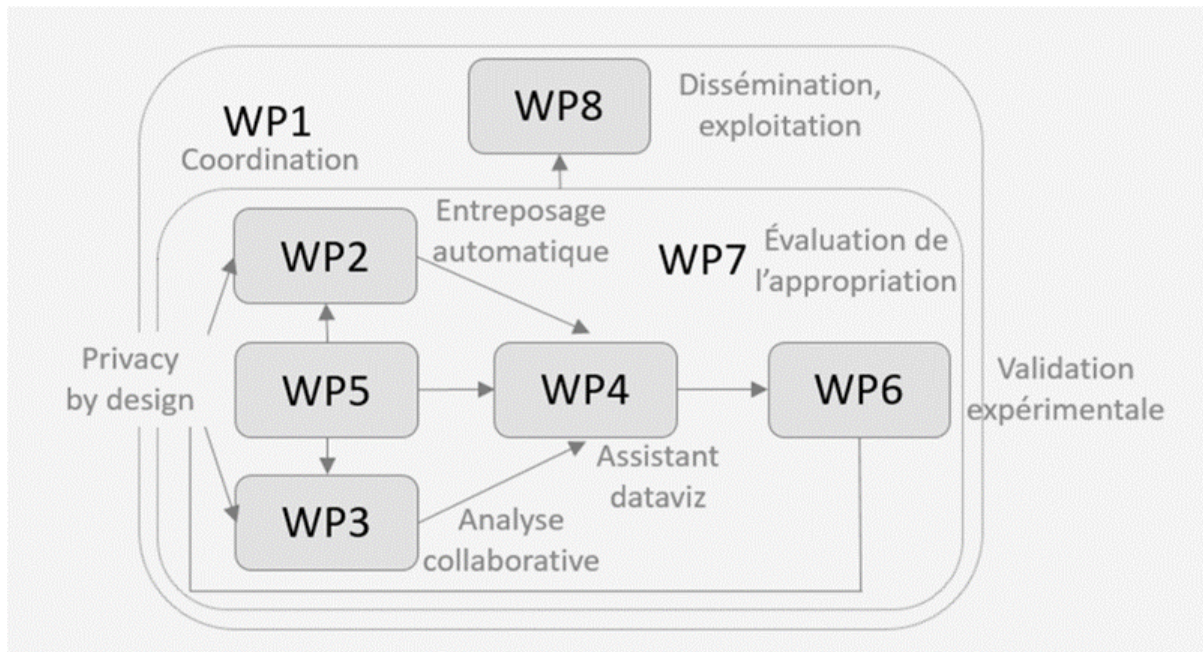 WP8
Dissémination,
exploitation
WP1
Coordination
Entreposage
automatique
WP2
WP7
Évaluation de
l'appropriation
Privacy
by design
WP5
WP4
WP6
Validation
expérimentale
Assistant
dataviz
WP3
Analyse
collaborative